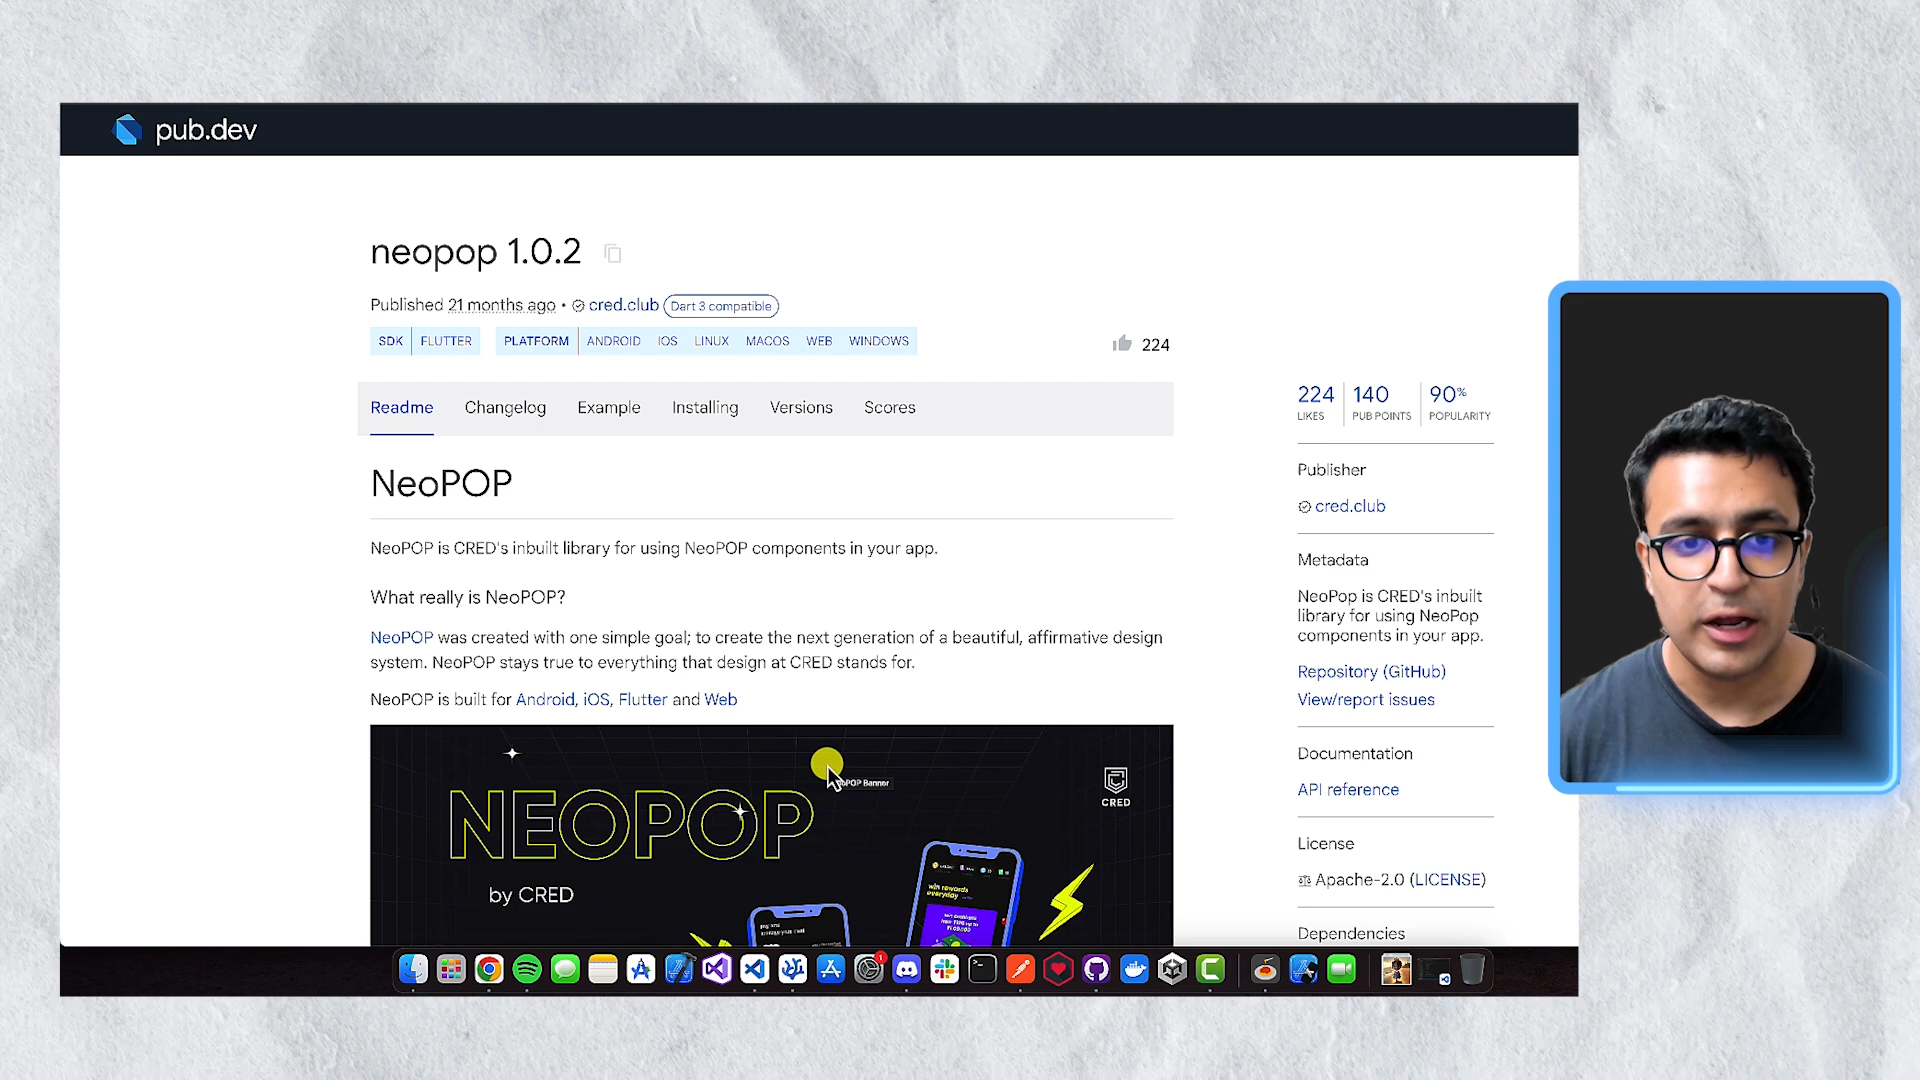 pub.dev
neopop 1.0.2
Published 21 months ago • cred.club Dart 3 compatible
SDK FLUTTER PLATFORM ANDROID IOS LINUX MACOS WEB WINDOWS
224
Readme Changelog Example Installing Versions Scores
NeoPOP
NeoPOP is CRED's inbuilt library for using NeoPOP components in your app.
What really is NeoPOP?
NeoPOP was created with one simple goal; to create the next generation of a beautiful, affirmative design
system. NeoPOP stays true to everything that design at CRED stands for.
NeoPOP is built for Android, iOS, Flutter and Web
Banner
NEOPOP
by CRED
CRED
win rewards
everyday
224 140 90%
LIKES PUB POINTS POPULARITY
Publisher
cred.club
Metadata
NeoPop is CRED's inbuilt
library for using NeoPop
components in your app.
Repository (GitHub)
View/report issues
Documentation
API reference
License
Apache-2.0 (LICENSE)
Dependencies
1